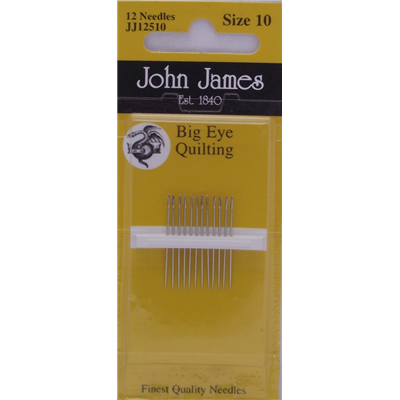 12 Needles
JJ12510
Size 10
John James
Est. 1840
Big Eye
Quilting
Finest Quality Needles